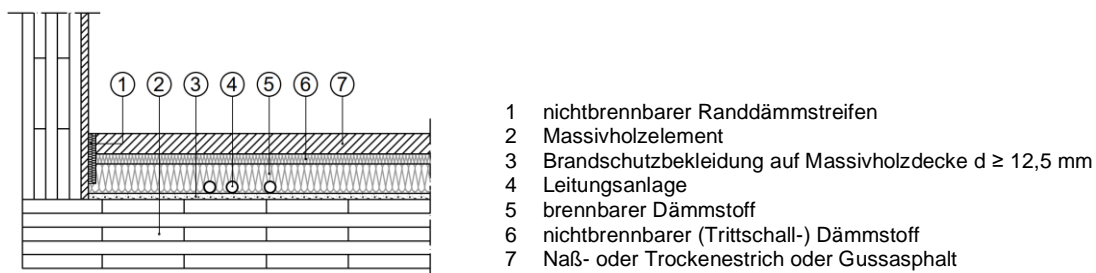 1 2 3 4 5 6 7
1 nichtbrennbarer Randdämmstreifen
2 Massivholzelement
3 Brandschutzbekleidung auf Massivholzdecke d ≥ 12,5 mm
4 Leitungsanlage
5 brennbarer Dämmstoff
6 nichtbrennbarer (Trittschall-) Dämmstoff
7 Naß- oder Trockenestrich oder Gussasphalt